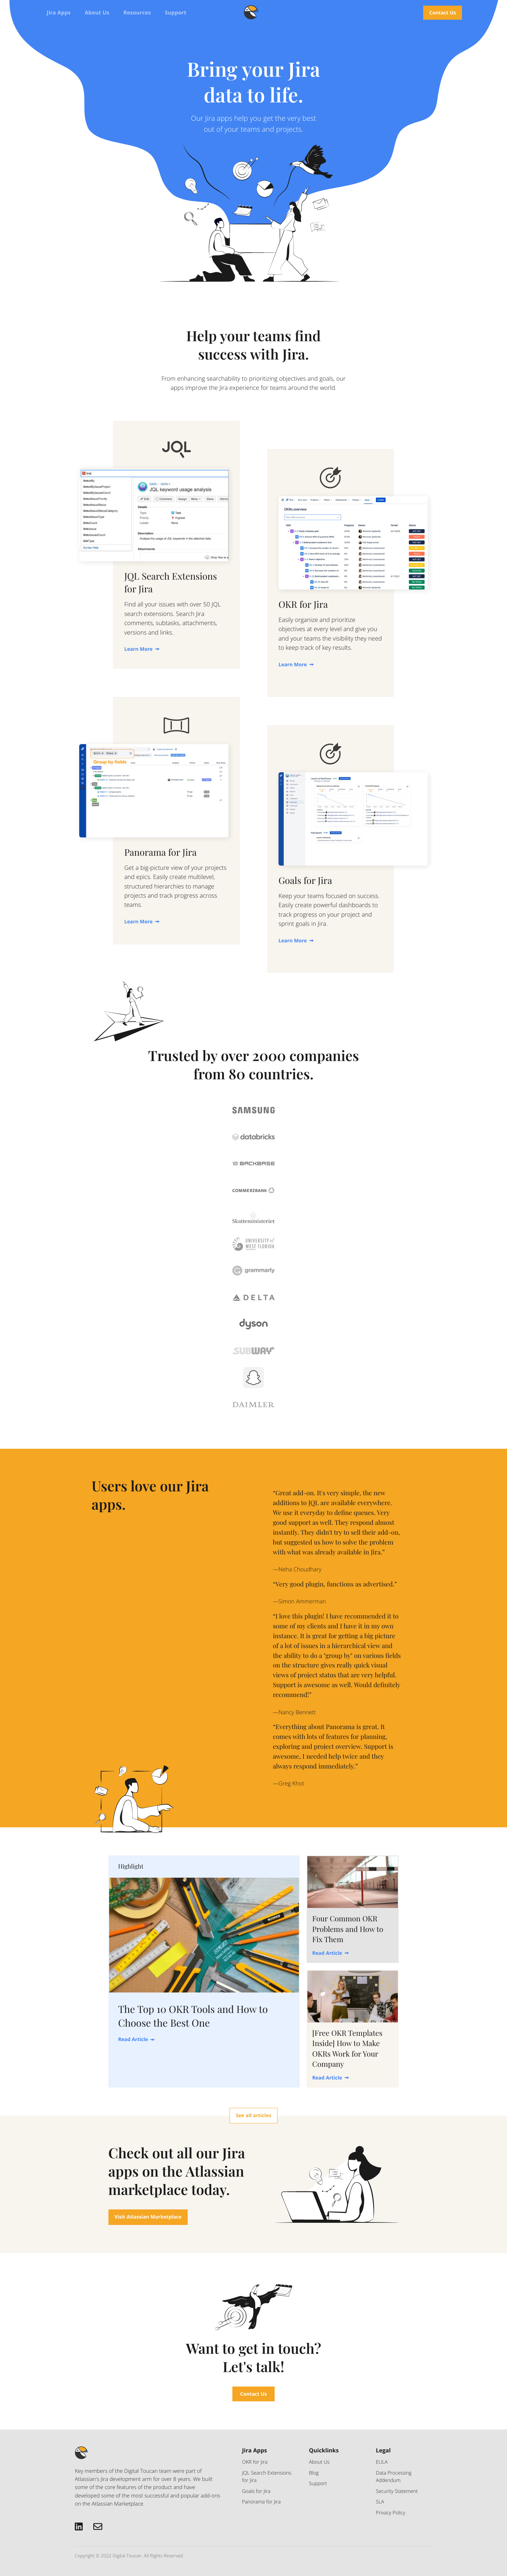 Jira Apps
About Us
Resources
Support
Contact Us
Bring your Jira
data to life.
Our Jira apps help you get the very best
out of your teams and projects.
Help your teams find
success with Jira.
From enhancing searchability to prioritizing objectives and goals, our
apps improve the Jira experience for teams around the world.
JQL
JQL keyword usage analysis
JQL Search Extensions
for Jira
Find all your issues with over 50 JQL
search extensions. Search Jira
comments, subtasks, attachments,
versions and links.
Learn More →
OKRs overview
OKR for Jira
Easily organize and prioritize
objectives at every level and give you
and your teams the visibility they need
to keep track of key results.
Learn More →
Group by fields
Panorama for Jira
Get a big-picture view of your projects
and epics. Easily create multilevel,
structured hierarchies to manage
projects and track progress across
teams.
Learn More →
Goals for Jira
Keep your teams focused on success.
Easily create powerful dashboards to
track progress on your project and
sprint goals in Jira.
Learn More →
Trusted by over 2000 companies
from 80 countries.
SAMSUNG
databricks
BACKBASE
COMMERZBANK
Skatteministeriet
UNIVERSITY of
WEST FLORIDA
grammarly
DELTA
dyson
SUBWAY
DAIMLER
Users love our Jira
apps.
“Great add-on. It's very simple, the new
additions to JQL are available everywhere.
We use it everyday to define queues. Very
good support as well. They respond almost
instantly. They didn't try to sell their add-on,
but suggested us how to solve the problem
with what was already available in Jira.”
—Neha Choudhary
“Very good plugin, functions as advertised.”
—Simon Ammerman
“I love this plugin! I have recommended it to
some of my clients and I have it in my own
instance. It is great for getting a big picture
of a lot of issues in a hierarchical view and
the ability to do a "group by" on various fields
on the structure gives really quick visual
views of project status that are very helpful.
Support is awesome as well. Would definitely
recommend!”
—Nancy Bennett
“Everything about Panorama is great. It
comes with lots of features for planning,
exploring and project overview. Support is
awesome, I needed help twice and they
always respond immediately.”
—Greg Khot
Highlight
The Top 10 OKR Tools and How to
Choose the Best One
Read Article →
Four Common OKR
Problems and How to
Fix Them
Read Article →
[Free OKR Templates
Inside] How to Make
OKRs Work for Your
Company
Read Article →
See all articles
Check out all our Jira
apps on the Atlassian
marketplace today.
Visit Atlassian Marketplace
Want to get in touch?
Let's talk!
Contact Us
Key members of the Digital Toucan team were part of
Atlassian's Jira development arm for over 8 years. We built
some of the core features of the product and have
developed some of the most successful and popular add-ons
on the Atlassian Marketplace.
Jira Apps
OKR for Jira
JQL Search Extensions
for Jira
Goals for Jira
Panorama for Jira
Quicklinks
About Us
Blog
Support
Legal
EULA
Data Processing
Addendum
Security Statement
SLA
Privacy Policy
Copyright © 2022 Digital Toucan. All Rights Reserved.